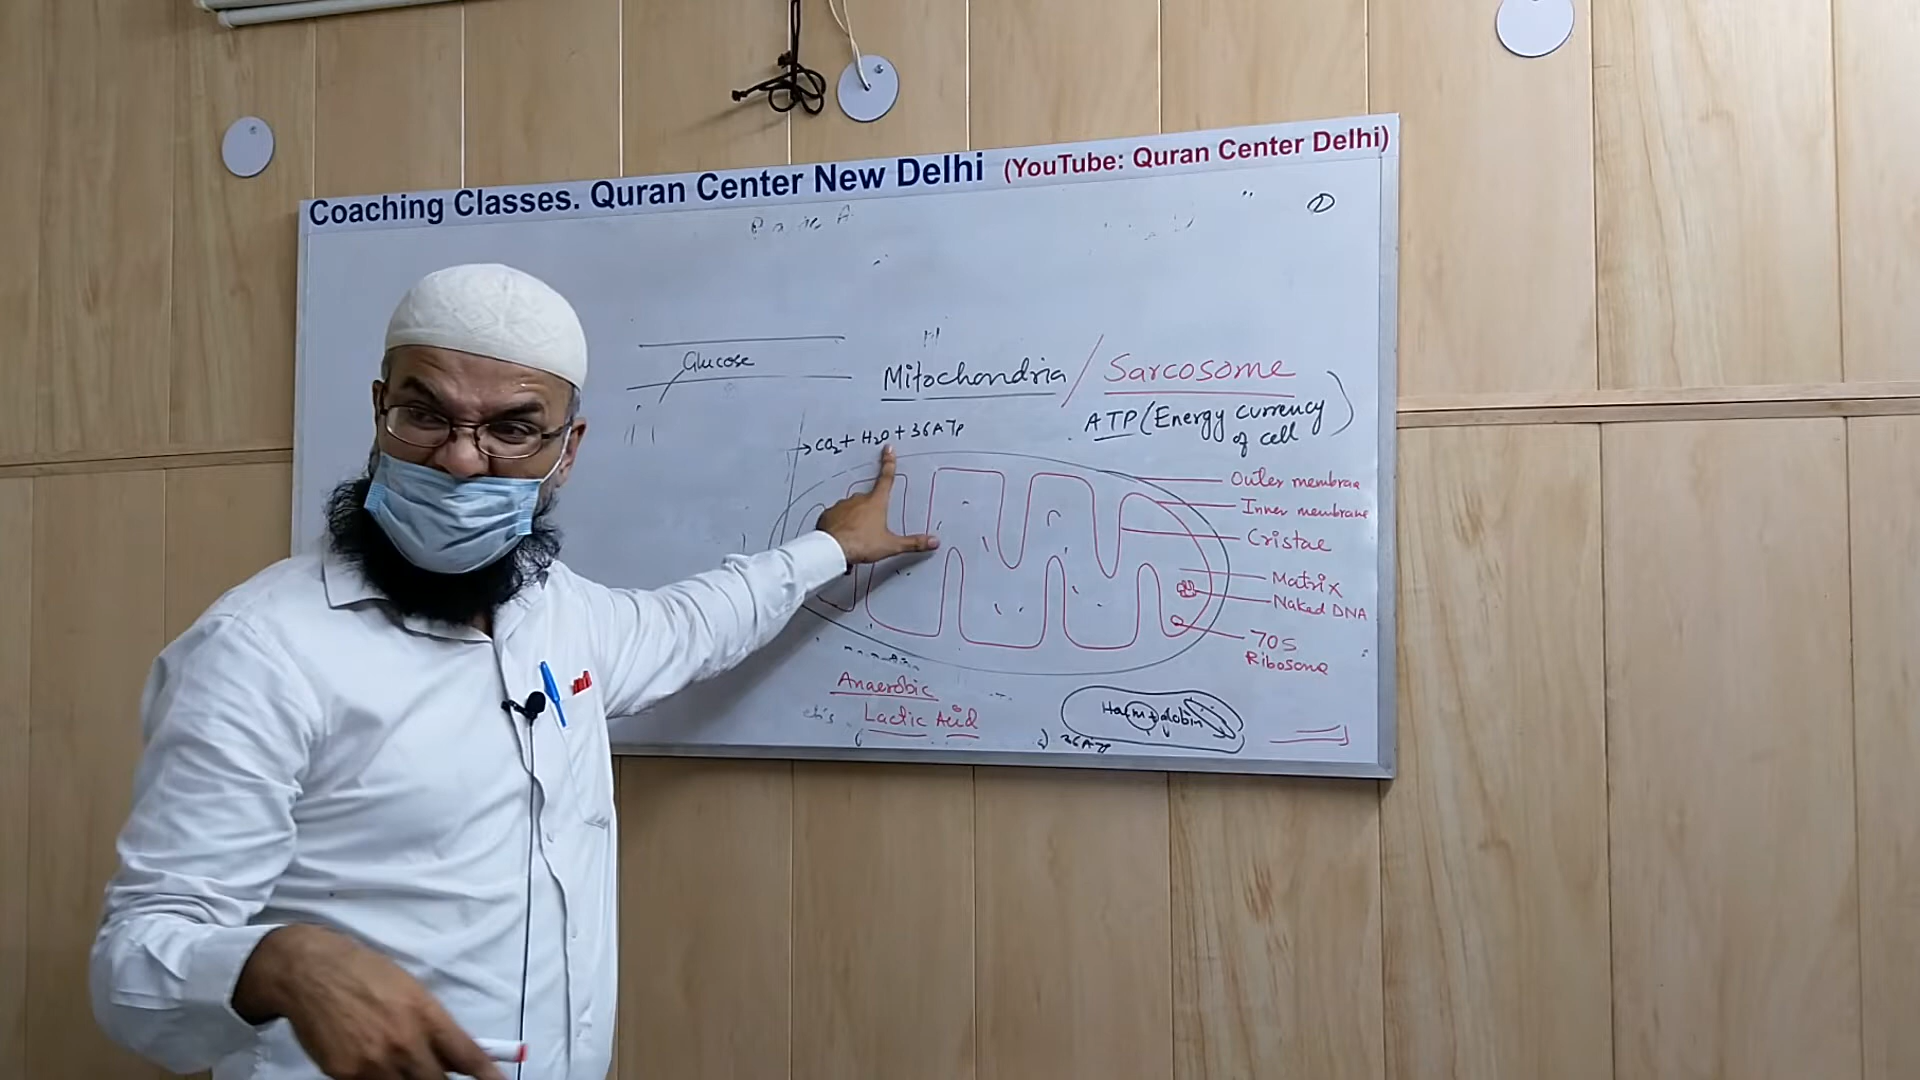 Coaching Classes. Quran Center New Delhi (YouTube: Quran Center Delhi)
Glucose
Mitochondria / Sarcosome
ATP (Energy currency of cell)
→ CO2 + H2O + 36ATP
Outer membrae
Inner membrane
Cristae
Matrix
Naked DNA
70S
Ribosome
Anaerobic
Lactic Acid
36ATP